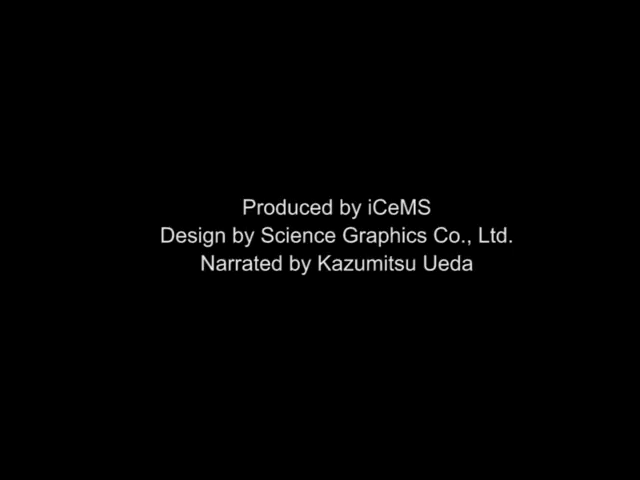 Produced by iCeMS
Design by Science Graphics Co., Ltd.
Narrated by Kazumitsu Ueda